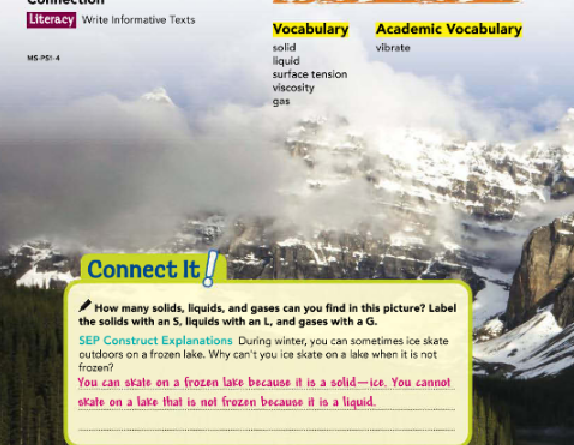 Connection
Literacy Write Informative Texts
MS-PS1-4
Vocabulary
solid
liquid
surface tension
viscosity
gas
Academic Vocabulary
vibrate
Connect It!
How many solids, liquids, and gases can you find in this picture? Label
the solids with an S, liquids with an L, and gases with a G.
SEP Construct Explanations During winter, you can sometimes ice skate
outdoors on a frozen lake. Why can't you ice skate on a lake when it is not
frozen?
You can skate on a frozen lake because it is a solid—ice. You cannot
skate on a lake that is not frozen because it is a liquid.